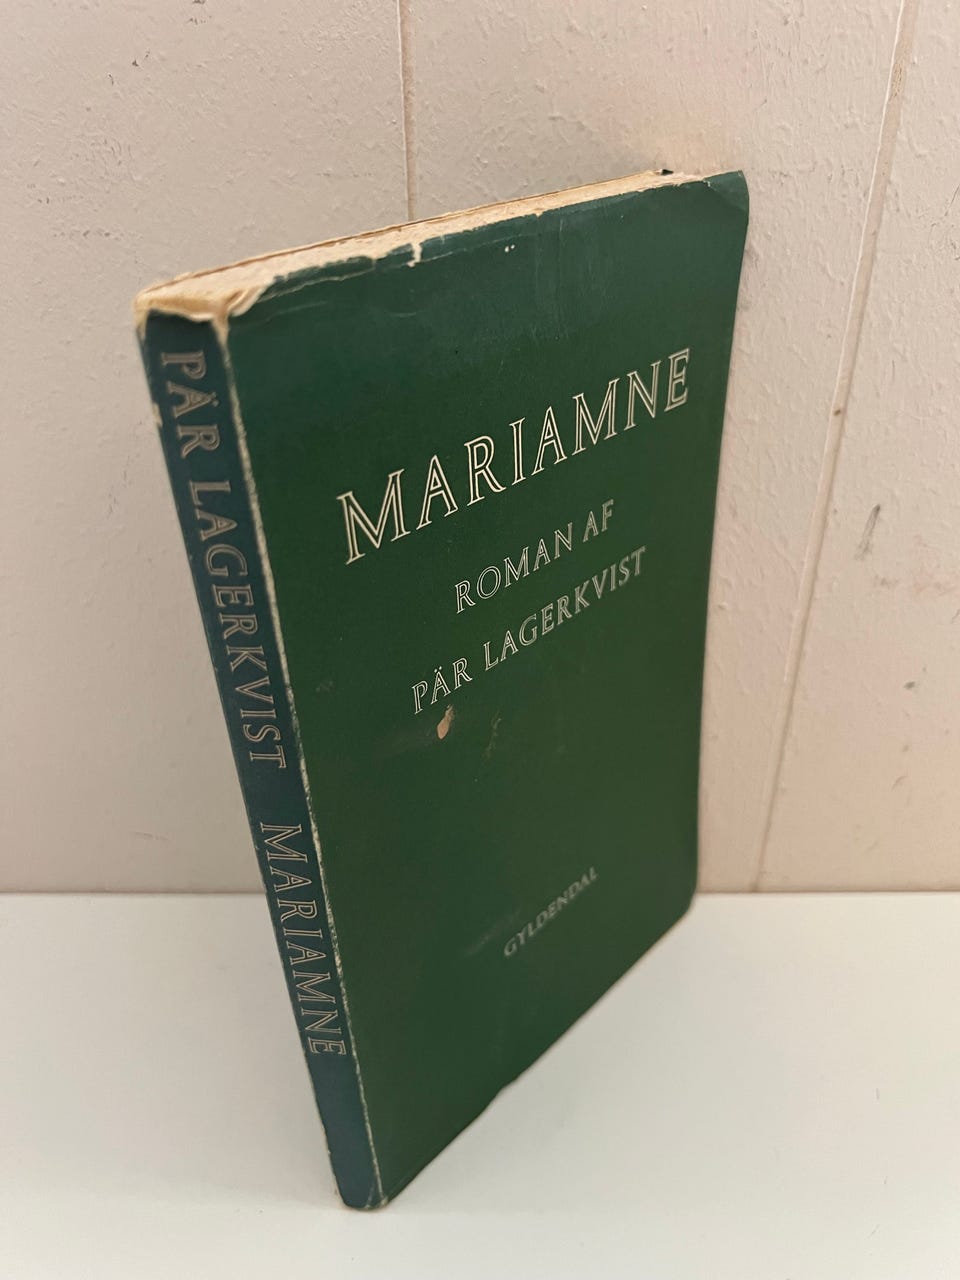 MARIAMNE
ROMAN AF
PÄR LAGERKVIST
GYLDENDAL
PÄR LAGERKVIST MARIAMNE